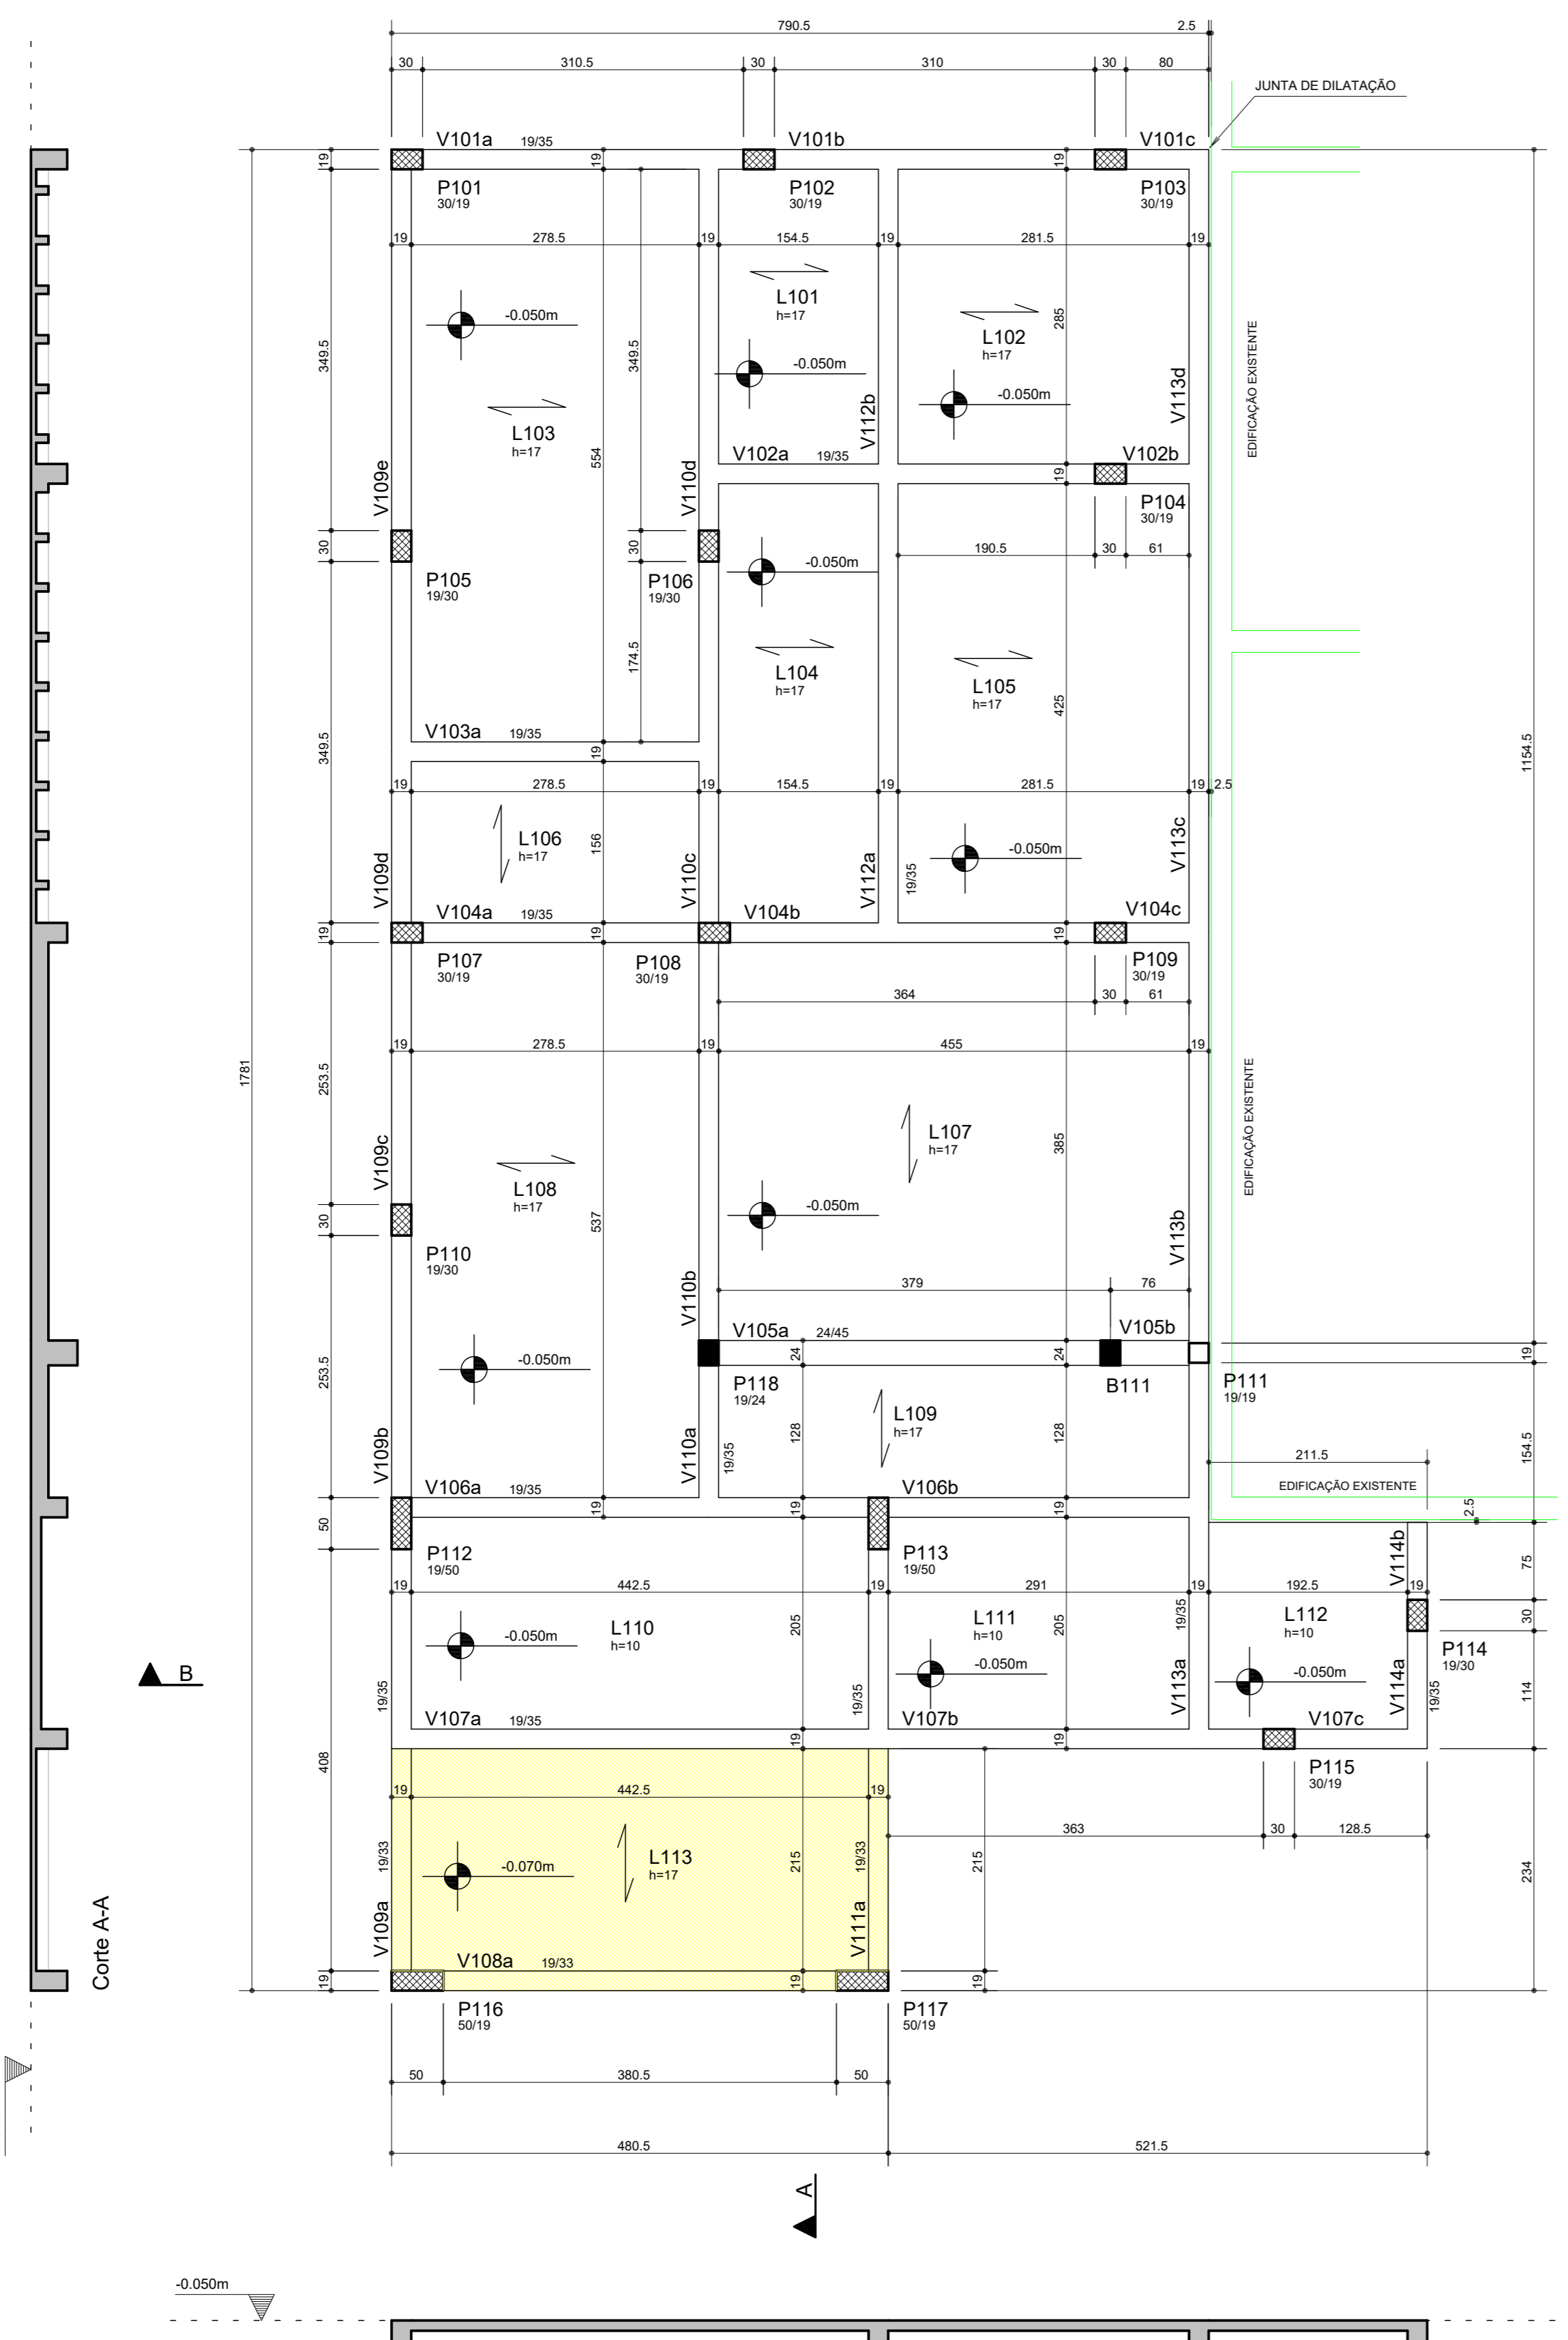 790.5
2.5
30
310.5
30
310
30
80
JUNTA DE DILATAÇÃO
V101a
19/35
V101b
V101c
19
19
19
P101
30/19
P102
30/19
P103
30/19
19
278.5
19
154.5
19
281.5
19
L101
h=17
-0.050m
285
L102
h=17
-0.050m
-0.050m
349.5
349.5
L103
h=17
554
V109e
V110d
V112b
V113d
EDIFICAÇÃO EXISTENTE
V102a
19/35
V102b
19
P104
30/19
190.5
30
61
30
30
P105
19/30
P106
19/30
-0.050m
174.5
L104
h=17
L105
h=17
425
1154.5
V103a
19/35
349.5
19
19
278.5
19
154.5
19
281.5
19
2.5
156
L106
h=17
-0.050m
V109d
V110c
V112a
19/35
V113c
V104a
19/35
V104b
V104c
19
19
19
P107
30/19
P108
30/19
P109
30/19
364
30
61
19
278.5
19
455
19
1781
253.5
V109c
L108
h=17
537
L107
h=17
385
EDIFICAÇÃO EXISTENTE
-0.050m
30
P110
19/30
V110b
V113b
379
76
V105a
24/45
V105b
24
24
19
-0.050m
P118
19/24
B111
P111
19/19
253.5
L109
h=17
128
128
154.5
V109b
V110a
19/35
211.5
EDIFICAÇÃO EXISTENTE
V106a
19/35
V106b
19
19
19
2.5
50
P112
19/50
P113
19/50
V114b
75
19
442.5
19
291
19
192.5
19
L110
h=10
-0.050m
205
L111
h=10
-0.050m
205
19/35
L112
h=10
-0.050m
30
P114
19/30
B
19/35
19/35
V113a
V114a
19/35
114
V107a
19/35
V107b
V107c
19
19
408
P115
30/19
19
442.5
19
363
30
128.5
19/33
L113
h=17
-0.070m
215
19/33
215
234
Corte A-A
V109a
V111a
V108a
19/33
19
19
19
P116
50/19
P117
50/19
50
380.5
50
480.5
521.5
A
-0.050m